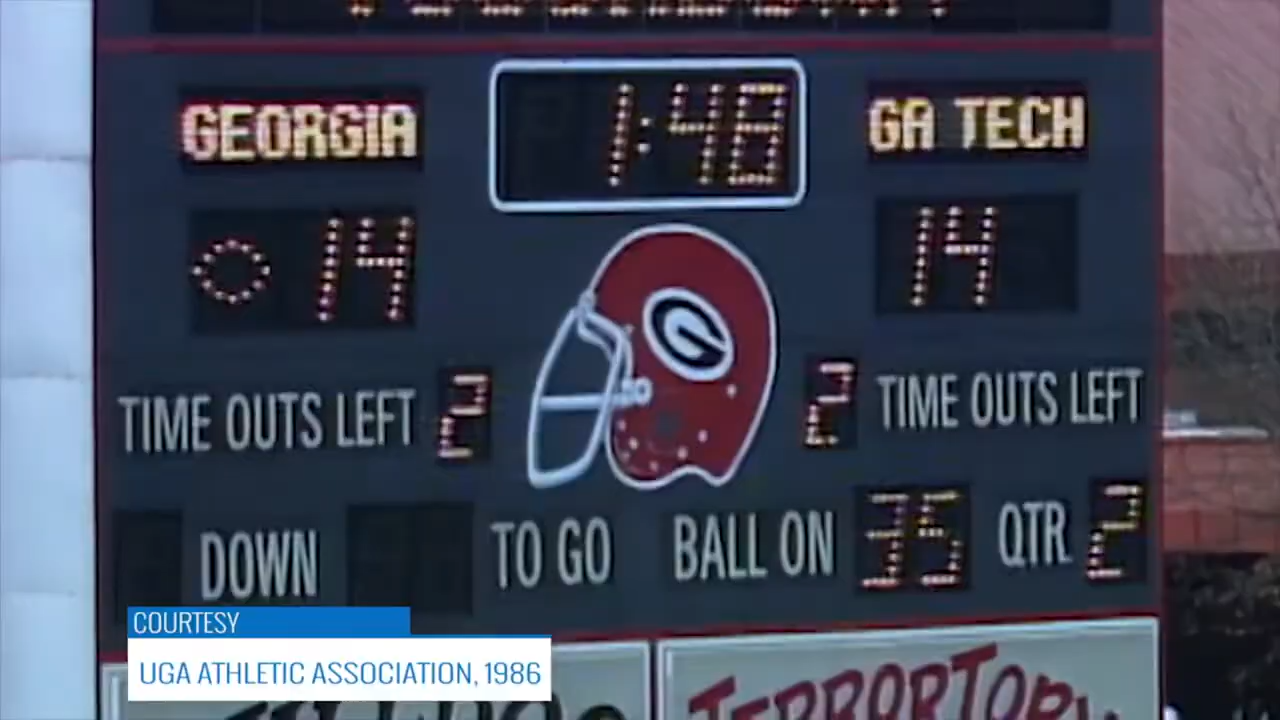 GEORGIA 1:48 GA TECH
14 14
TIME OUTS LEFT 2 2 TIME OUTS LEFT
DOWN TO GO BALL ON 35 QTR 2
COURTESY
UGA ATHLETIC ASSOCIATION, 1986
G